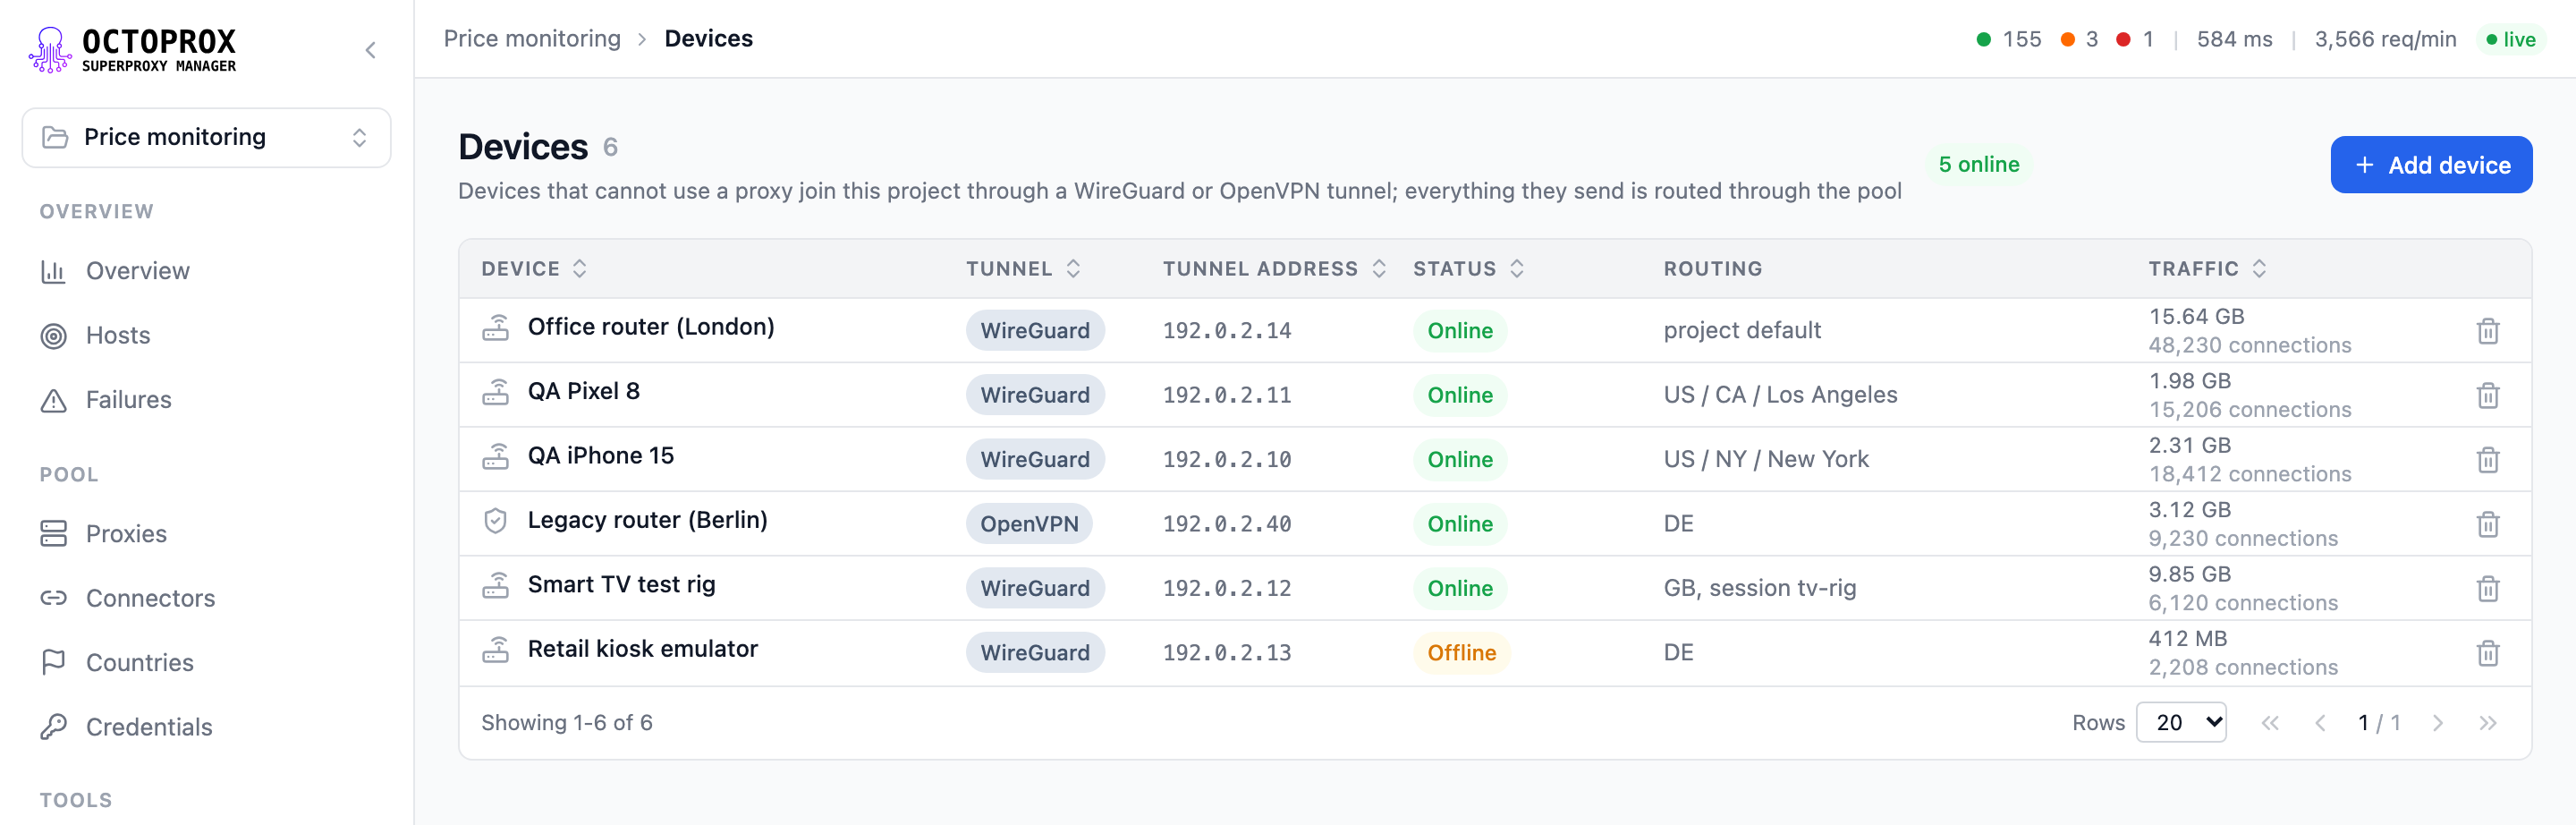 OCTOPROX
SUPERPROXY MANAGER
Price monitoring
OVERVIEW
Overview
Hosts
Failures
POOL
Proxies
Connectors
Countries
Credentials
TOOLS
Price monitoring > Devices
155 3 1 | 584 ms | 3,566 req/min live
Devices 6
Devices that cannot use a proxy join this project through a WireGuard or OpenVPN tunnel; everything they send is routed through the pool
5 online
+ Add device
DEVICE TUNNEL TUNNEL ADDRESS STATUS ROUTING TRAFFIC
Office router (London) WireGuard 192.0.2.14 Online project default 15.64 GB
48,230 connections
QA Pixel 8 WireGuard 192.0.2.11 Online US / CA / Los Angeles 1.98 GB
15,206 connections
QA iPhone 15 WireGuard 192.0.2.10 Online US / NY / New York 2.31 GB
18,412 connections
Legacy router (Berlin) OpenVPN 192.0.2.40 Online DE 3.12 GB
9,230 connections
Smart TV test rig WireGuard 192.0.2.12 Online GB, session tv-rig 9.85 GB
6,120 connections
Retail kiosk emulator WireGuard 192.0.2.13 Offline DE 412 MB
2,208 connections
Showing 1-6 of 6
Rows 20 « ‹ 1 / 1 › »